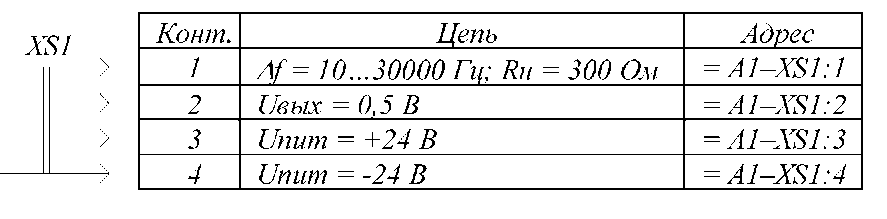 XS1
Конт. Цепь Адрес
1 Δf = 10...30000 Гц; Rн = 300 Ом = A1–XS1:1
2 Uвых = 0,5 В = A1–XS1:2
3 Uпит = +24 В = A1–XS1:3
4 Uпит = -24 В = A1–XS1:4